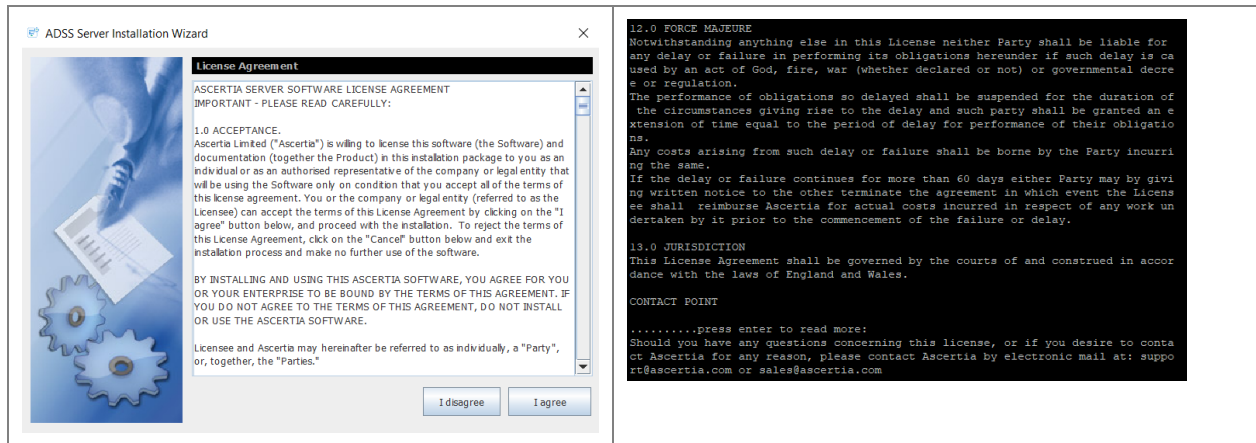 ADSS Server Installation Wizard
License Agreement
ASCERTIA SERVER SOFTWARE LICENSE AGREEMENT
IMPORTANT - PLEASE READ CAREFULLY:
1.0 ACCEPTANCE.
Ascertia Limited ("Ascertia") is willing to license this software (the Software) and
documentation (together the Product) in this installation package to you as an
individual or as an authorised representative of the company or legal entity that
will be using the Software only on condition that you accept all of the terms of
this license agreement. You or the company or legal entity (referred to as the
Licensee) can accept the terms of this License Agreement by clicking on the "I
agree" button below, and proceed with the installation.  To reject the terms of
this License Agreement, click on the "Cancel" button below and exit the
installation process and make no further use of the software.
BY INSTALLING AND USING THIS ASCERTIA SOFTWARE, YOU AGREE FOR YOU
OR YOUR ENTERPRISE TO BE BOUND BY THE TERMS OF THIS AGREEMENT. IF
YOU DO NOT AGREE TO THE TERMS OF THIS AGREEMENT, DO NOT INSTALL
OR USE THE ASCERTIA SOFTWARE.
Licensee and Ascertia may hereinafter be referred to as individually, a "Party",
or, together, the "Parties."
I disagree
I agree
12.0 FORCE MAJEURE
Notwithstanding anything else in this License neither Party shall be liable for
any delay or failure in performing its obligations hereunder if such delay is ca
used by an act of God, fire, war (whether declared or not) or governmental decre
e or regulation.
The performance of obligations so delayed shall be suspended for the duration of
 the circumstances giving rise to the delay and such party shall be granted an e
xtension of time equal to the period of delay for performance of their obligatio
ns.
Any costs arising from such delay or failure shall be borne by the Party incurri
ng the same.
If the delay or failure continues for more than 60 days either Party may by givi
ng written notice to the other terminate the agreement in which event the Licens
ee shall  reimburse Ascertia for actual costs incurred in respect of any work un
dertaken by it prior to the commencement of the failure or delay.
13.0 JURISDICTION
This License Agreement shall be governed by the courts of and construed in accor
dance with the laws of England and Wales.
CONTACT POINT
..........press enter to read more:
Should you have any questions concerning this license, or if you desire to conta
ct Ascertia for any reason, please contact Ascertia by electronic mail at: suppo
rt@ascertia.com or sales@ascertia.com